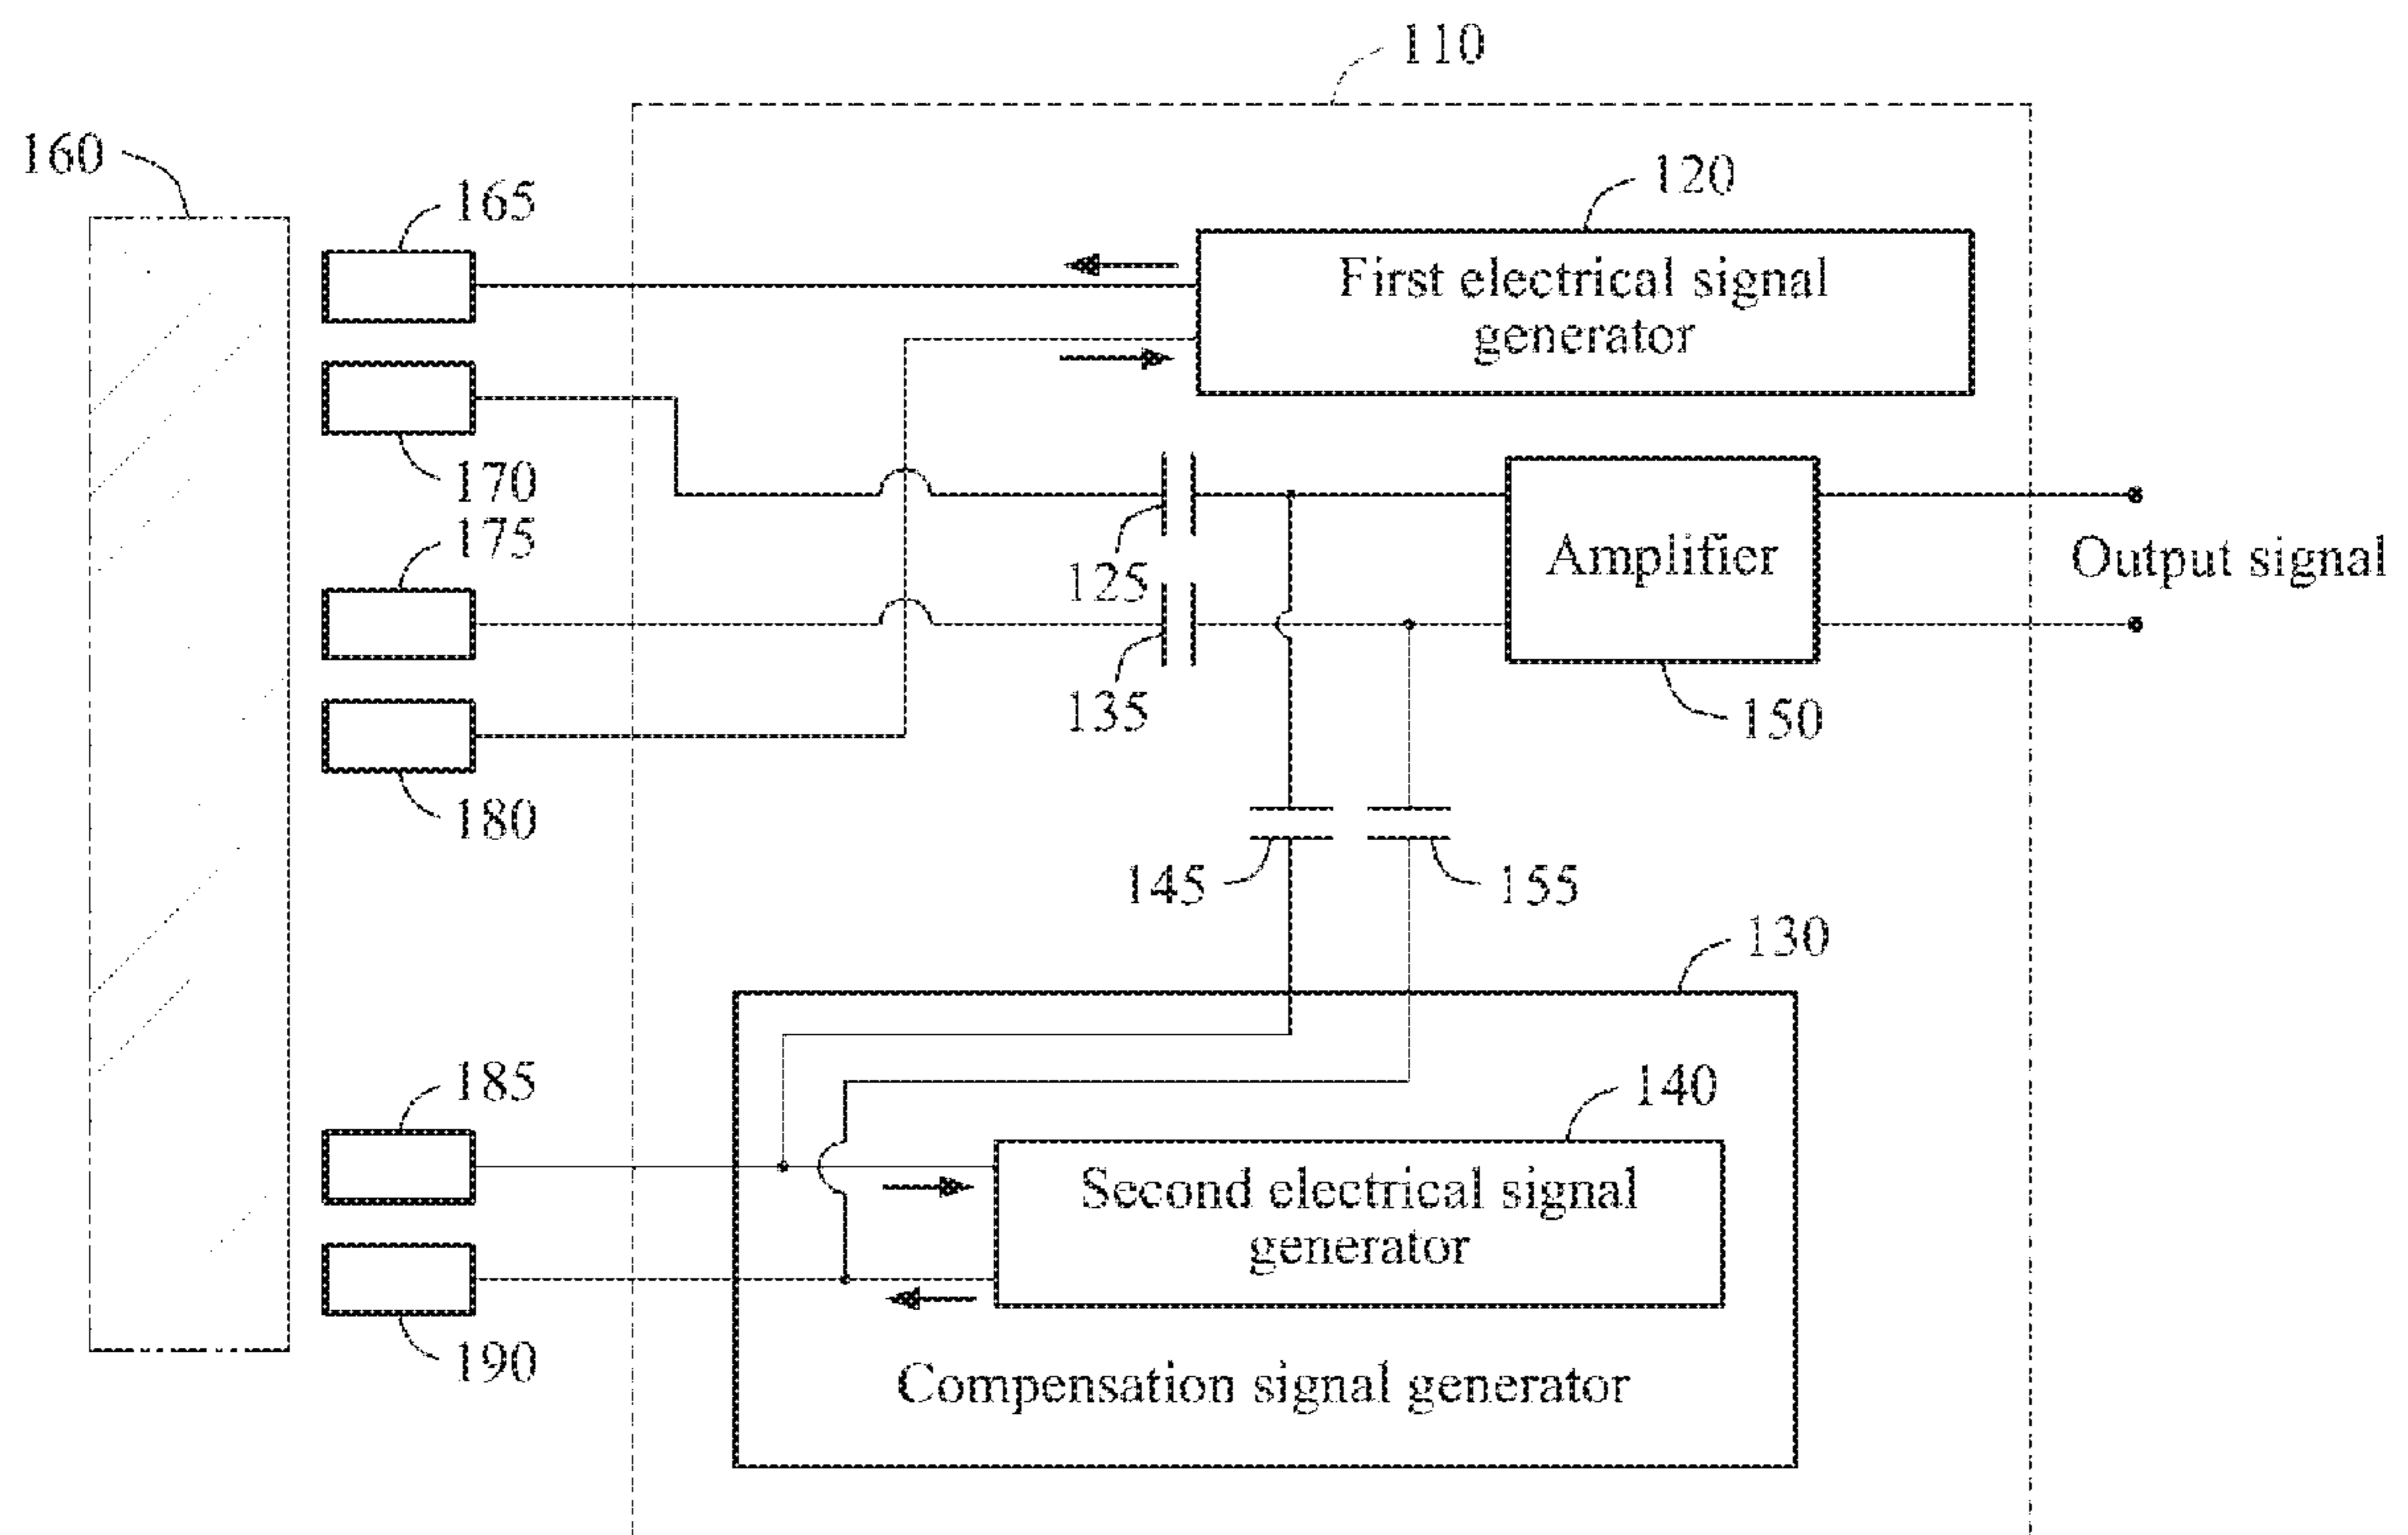 110
160
165
120
First electrical signal
generator
170
175
125
Amplifier
Output signal
135
150
180
145
155
130
185
140
Second electrical signal
generator
190
Compensation signal generator